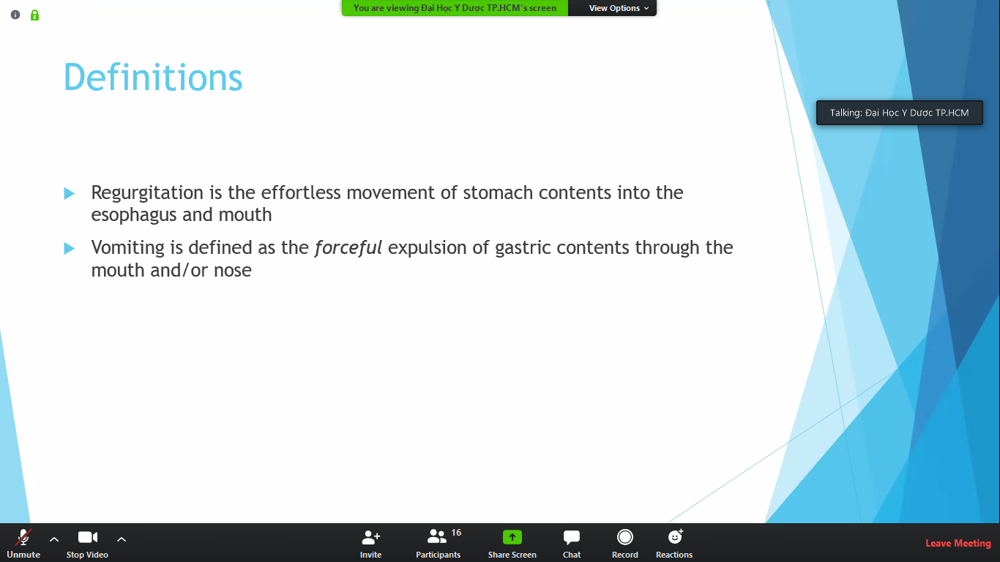 You are viewing Đại Học Y Dược TP.HCM's screen
View Options
E
Definitions
Talking: Đại Học Y Dược TP.HCM
Regurgitation is the effortless movement of stomach contents into the
esophagus and mouth
Vomiting is defined as the forceful expulsion of gastric contents through the
mouth and/or nose
16
Unmute
Stop Video
Invite
Participants
Share Screen
Chat
Record
Reactions
Leave Meeting